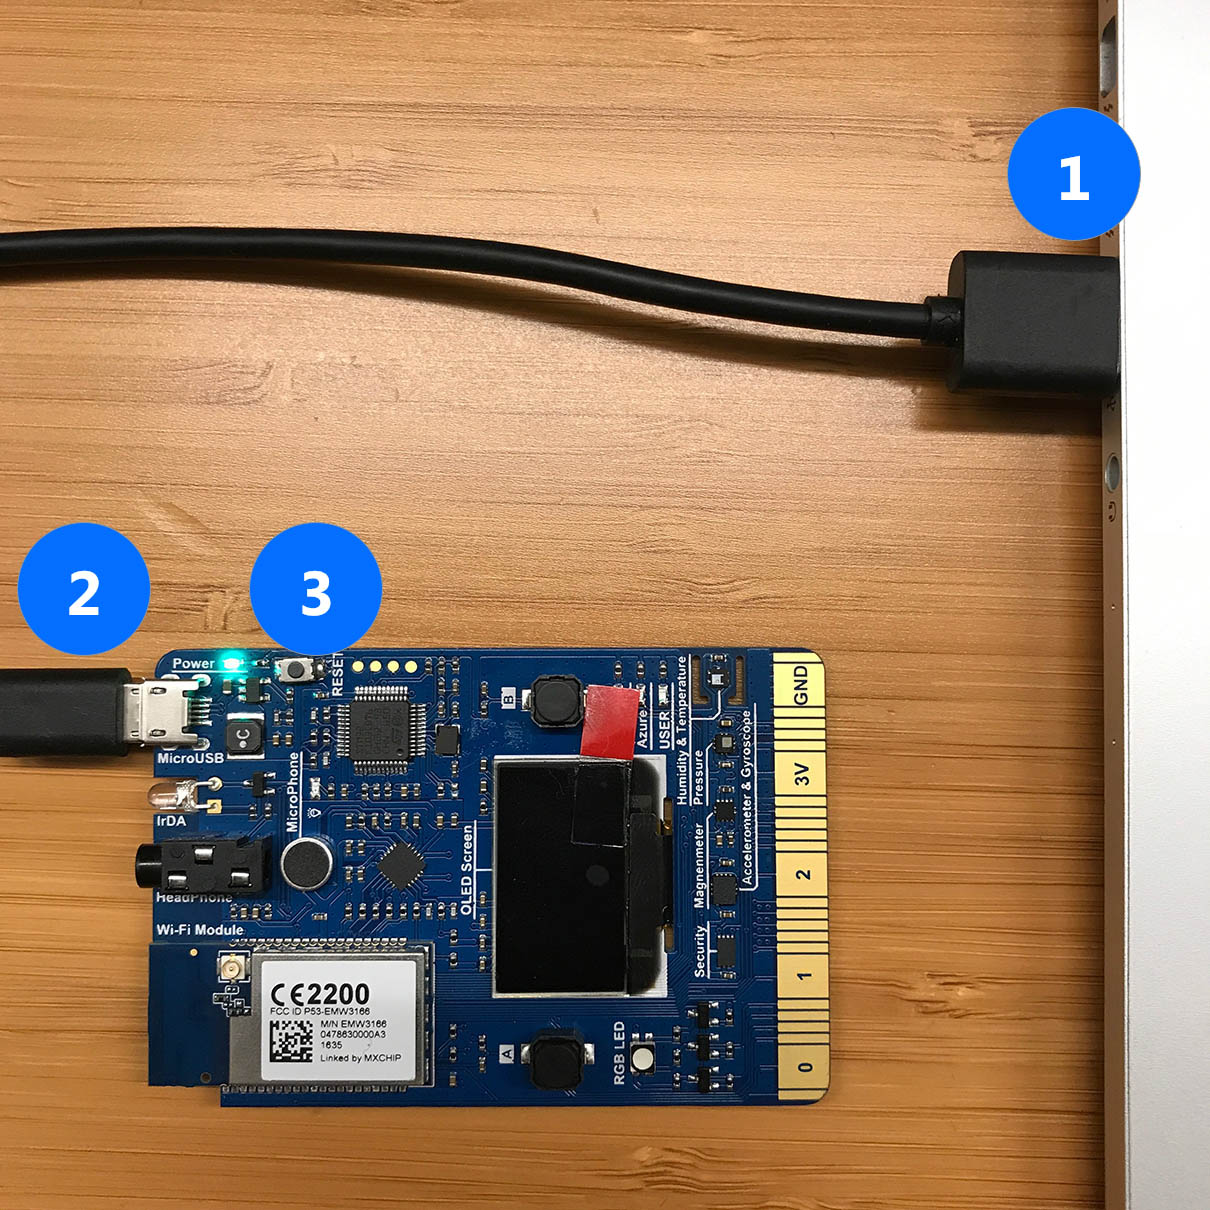 1
2
3
Power
RESET
MicroUSB
IrDA
MicroPhone
HeadPhone
Wi-Fi Module
CE2200
FCC ID P53-EMW3166
M/N EMW3166
0478630000A3
1635
Linked by MXCHIP
OLED Screen
B
A
Azure
USER
Humidity & Temperature
Pressure
Accelerometer & Gyroscope
Magnenmeter
Security
RGB LED
GND
3V
2
1
0